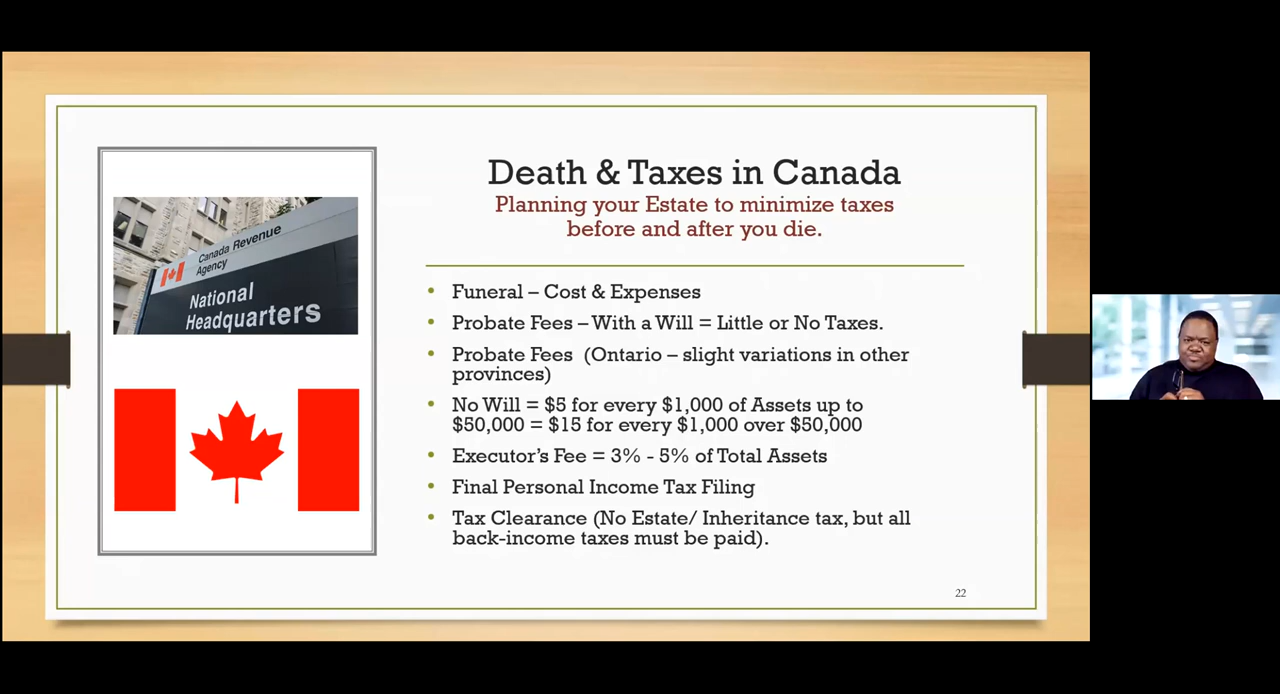 Death & Taxes in Canada
Planning your Estate to minimize taxes
before and after you die.
Canada Revenue
Agency
National
Headquarters
• Funeral – Cost & Expenses
• Probate Fees – With a Will = Little or No Taxes.
• Probate Fees (Ontario – slight variations in other
provinces)
• No Will = $5 for every $1,000 of Assets up to
$50,000 = $15 for every $1,000 over $50,000
• Executor's Fee = 3% - 5% of Total Assets
• Final Personal Income Tax Filing
• Tax Clearance (No Estate/ Inheritance tax, but all
back-income taxes must be paid).
22